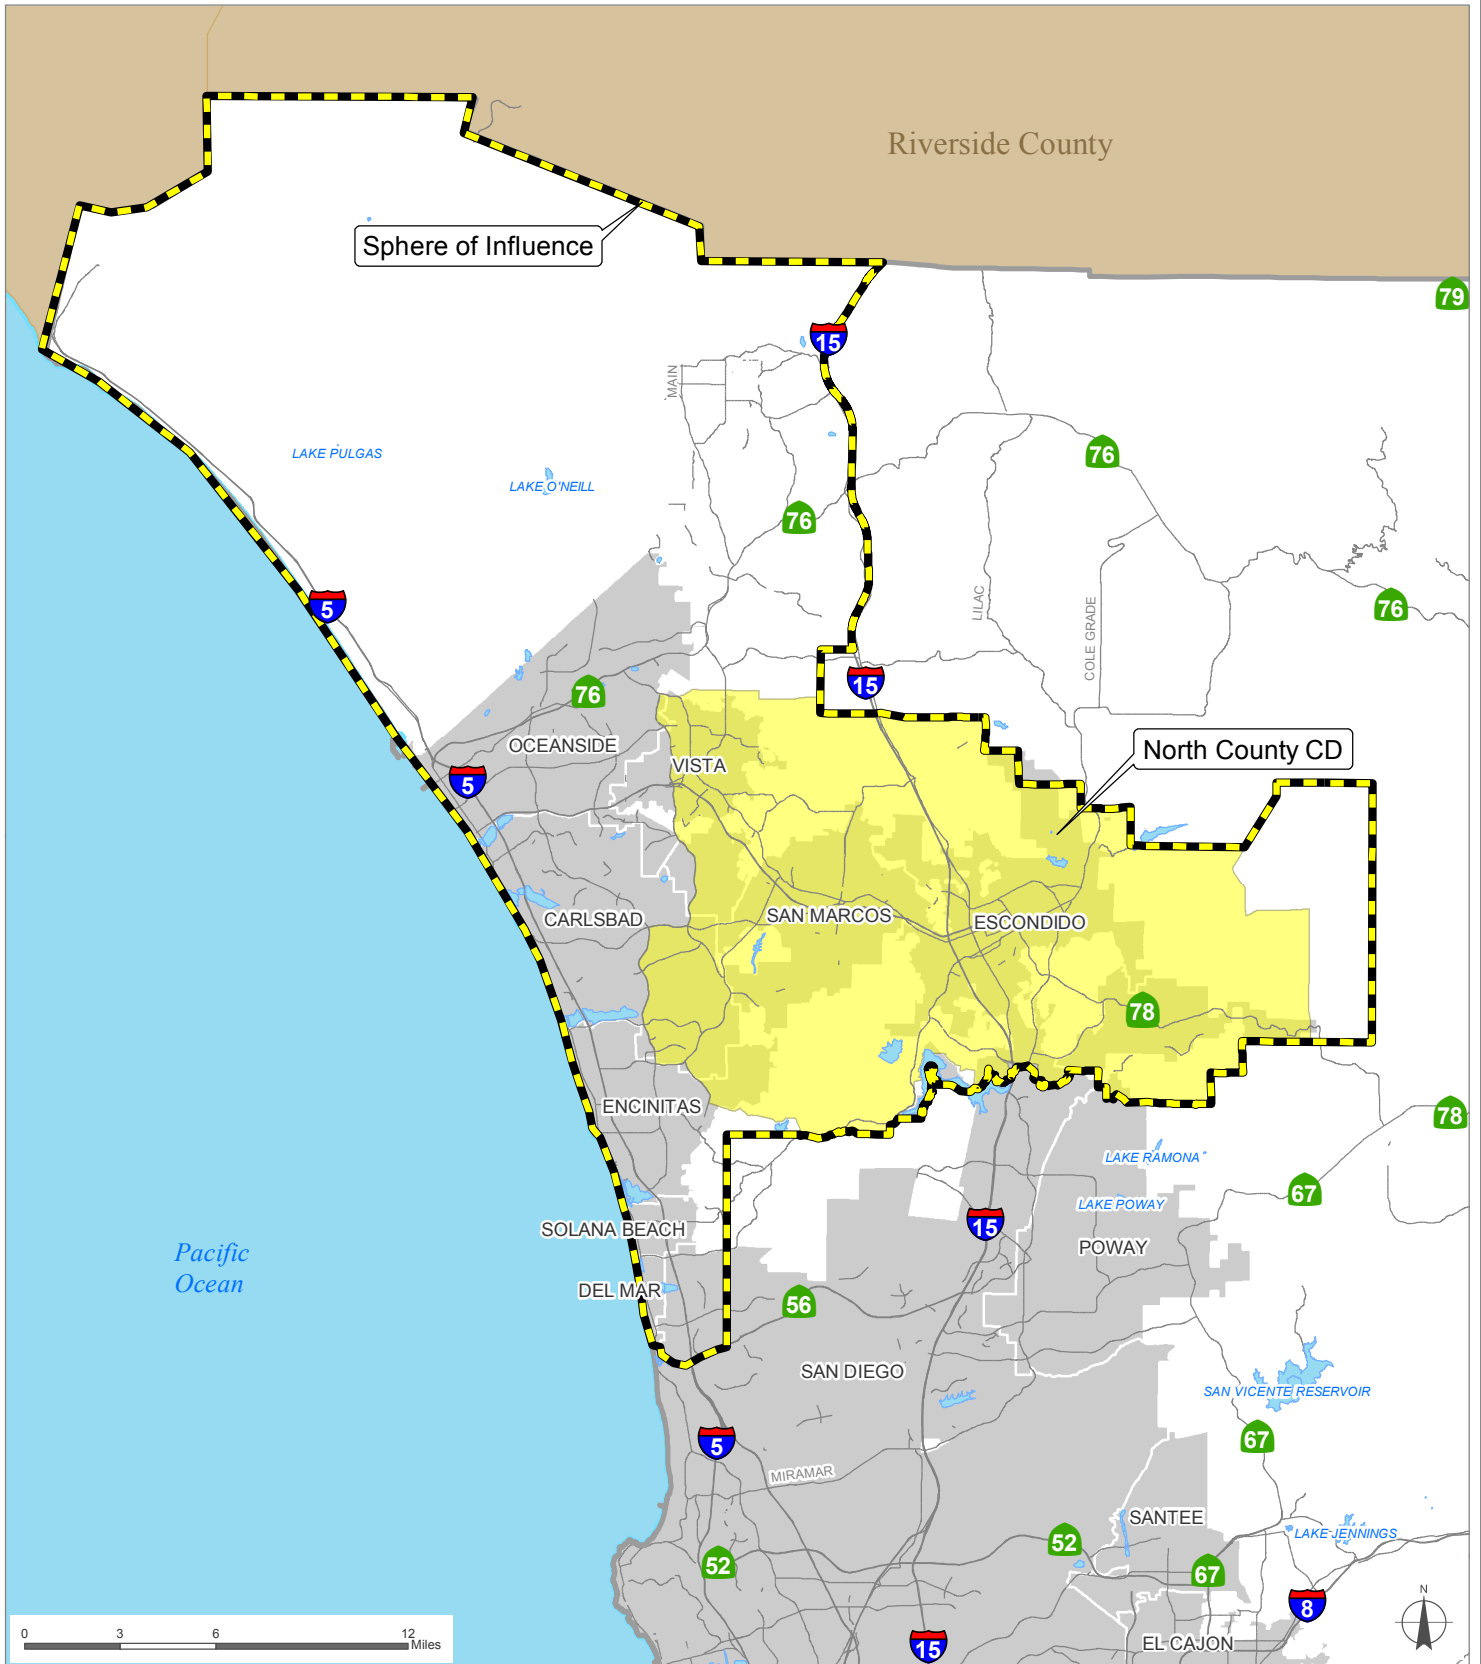 Riverside County
Sphere of Influence
79
15
MAIN
LAKE PULGAS
76
LAKE O'NEILL
76
5
LILAC
COLE GRADE
76
15
76
OCEANSIDE
North County CD
VISTA
5
CARLSBAD
SAN MARCOS
ESCONDIDO
78
ENCINITAS
78
LAKE RAMONA
67
LAKE POWAY
SOLANA BEACH
15
POWAY
Pacific
Ocean
DEL MAR
56
SAN DIEGO
SAN VICENTE RESERVOIR
5
67
MIRAMAR
SANTEE
LAKE JENNINGS
52
52
67
N
8
0 3 6 12
Miles
15
EL CAJON